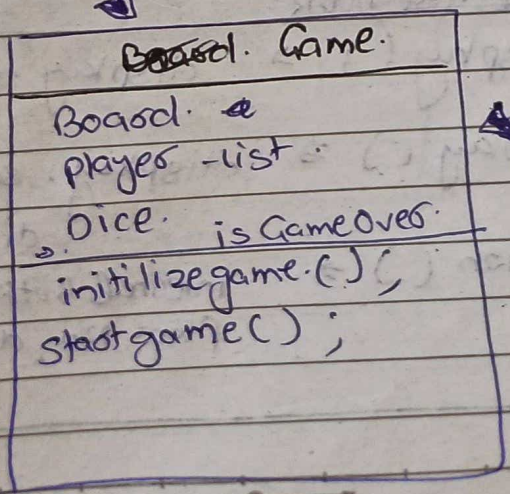 Board. Game.
Board.
player -list.
Dice. isGameOver.
initilizegame.();
startgame();